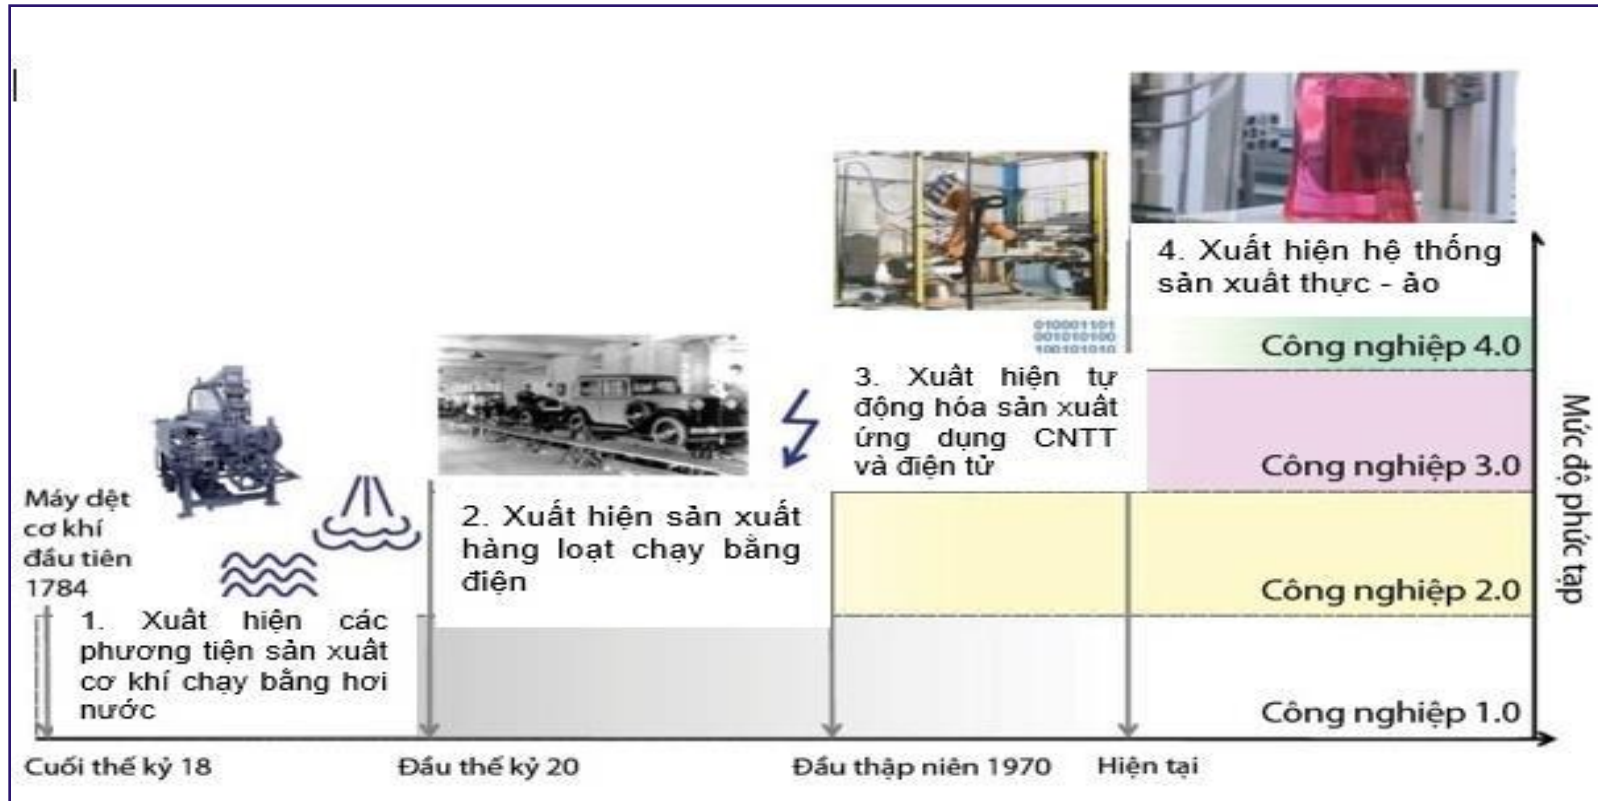 010001101
001010100
100101010
4. Xuất hiện hệ thống
sản xuất thực - ảo
Công nghiệp 4.0
3. Xuất hiện tự
động hóa sản xuất
ứng dụng CNTT
và điện tử
Công nghiệp 3.0
Mức độ phức tạp
Máy dệt
cơ khí
đầu tiên
1784
2. Xuất hiện sản xuất
hàng loạt chạy bằng
điện
Công nghiệp 2.0
1. Xuất hiện các
phương tiện sản xuất
cơ khí chạy bằng hơi
nước
Công nghiệp 1.0
Cuối thế kỷ 18
Đầu thế kỷ 20
Đầu thập niên 1970
Hiện tại